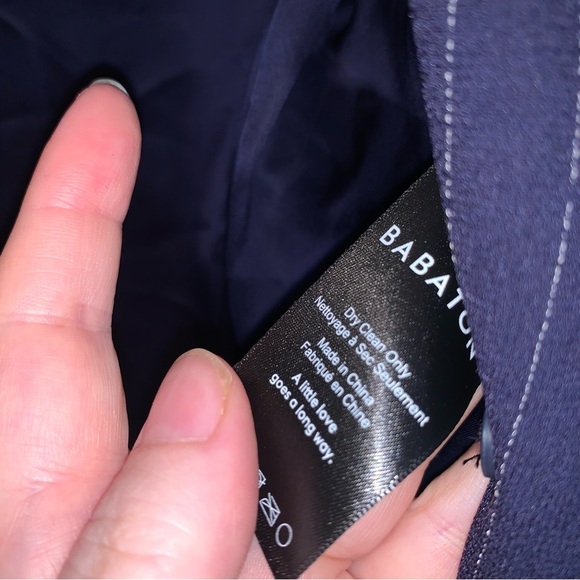 BABATON
Dry Clean Only
Nettoyage à Sec Seulement
Made in China
Fabriqué en Chine
A little love
goes a long way.